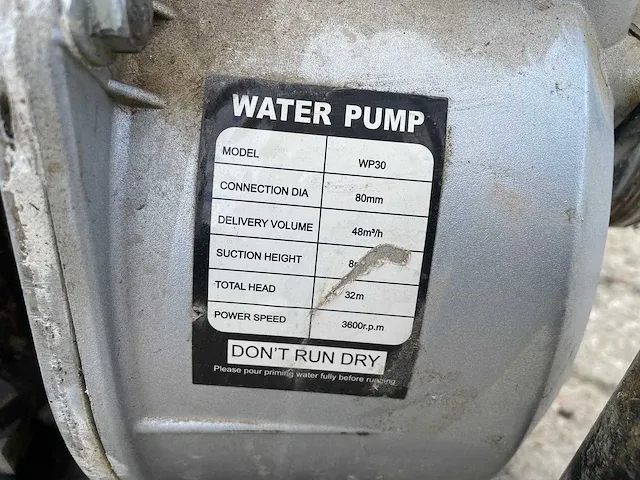 WATER PUMP
MODEL WP30
CONNECTION DIA 80mm
DELIVERY VOLUME 48m³/h
SUCTION HEIGHT
TOTAL HEAD 32m
POWER SPEED 3600r.p.m
DON'T RUN DRY
Please pour priming water fully before running